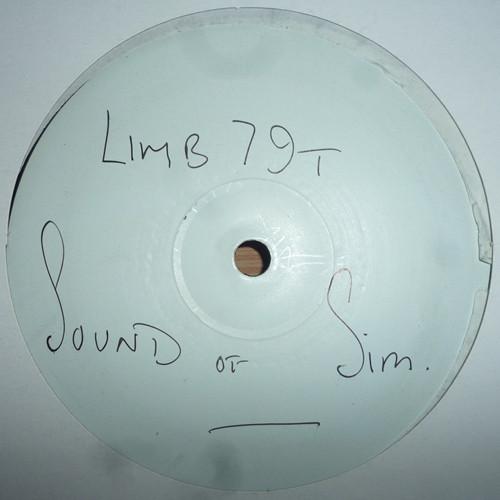 LIMB 79T
SOUND OF Sim.